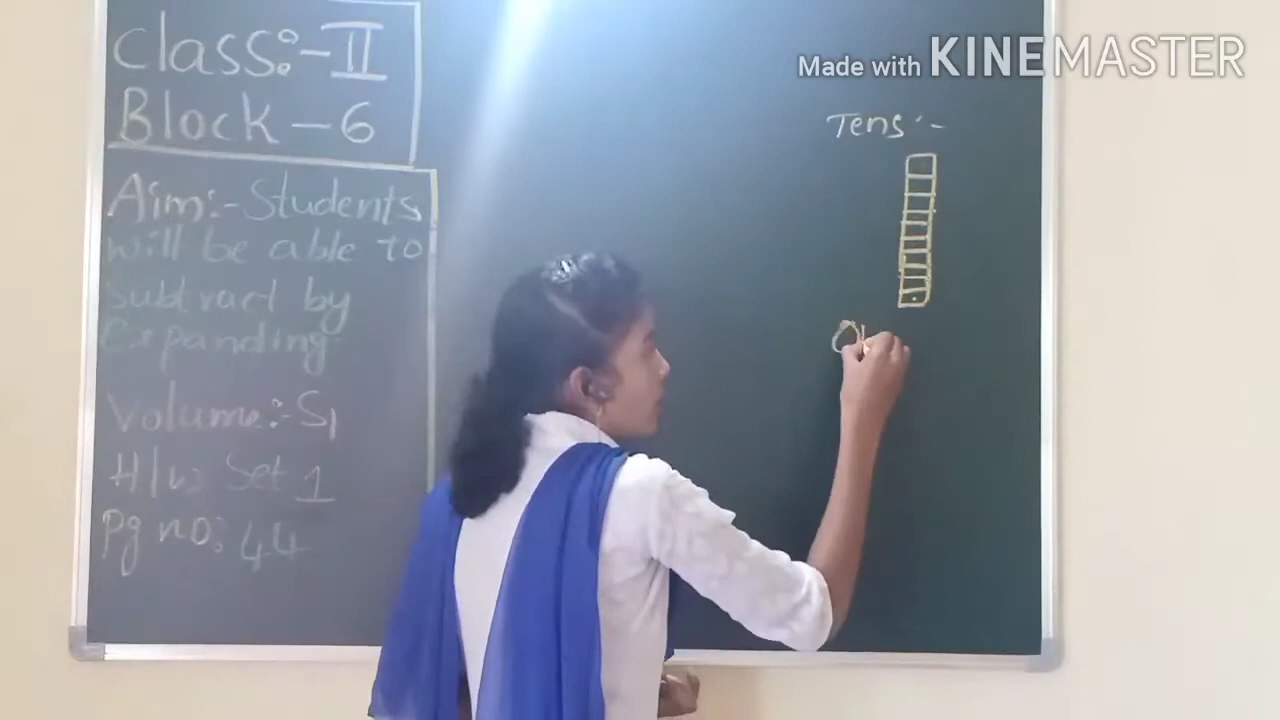 Class:-II
Block-6
Aim:-Students
will be able to
subtract by
Expanding
Volume:-S1
H/W: Set 1
Pg no: 44
Made with KINEMASTER
Tens:-